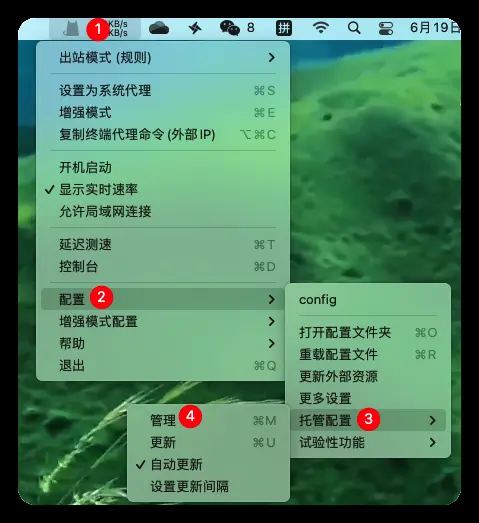 1 KB/s
KB/s
8 拼 6月19日
出站模式 (规则)
设置为系统代理 ⌘S
增强模式 ⌘E
复制终端代理命令 (外部 IP) ⌥⌘C
开机启动
✓ 显示实时速率
允许局域网连接
延迟测速 ⌘T
控制台 ⌘D
配置 2
增强模式配置
帮助
退出 ⌘Q
config
打开配置文件夹 ⌘O
重载配置文件 ⌘R
更新外部资源
更多设置
托管配置 3
试验性功能
管理 4 ⌘M
更新 ⌘U
✓ 自动更新
设置更新间隔